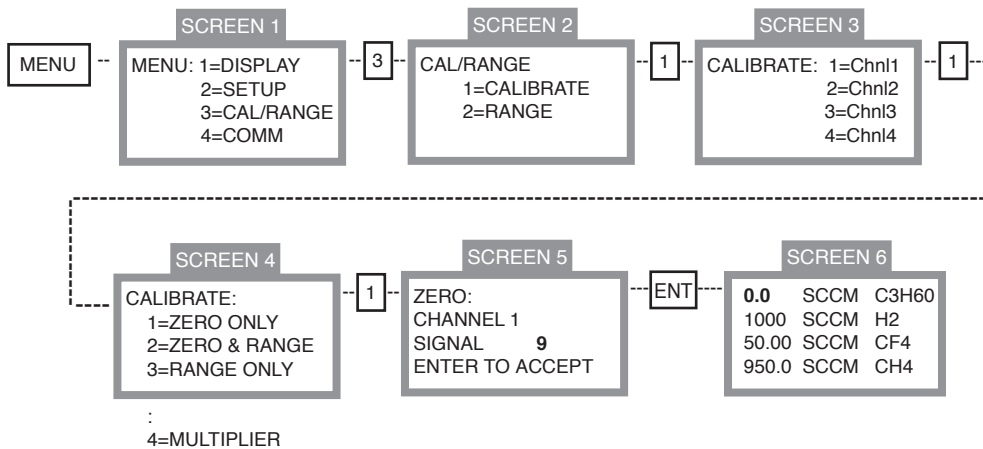 SCREEN 1
SCREEN 2
SCREEN 3
MENU
MENU: 1=DISPLAY
2=SETUP
3=CAL/RANGE
4=COMM
3
CAL/RANGE
1=CALIBRATE
2=RANGE
1
CALIBRATE: 1=Chnl1
2=Chnl2
3=Chnl3
4=Chnl4
1
SCREEN 4
SCREEN 5
SCREEN 6
CALIBRATE:
1=ZERO ONLY
2=ZERO & RANGE
3=RANGE ONLY
:
4=MULTIPLIER
1
ZERO:
CHANNEL 1
SIGNAL 9
ENTER TO ACCEPT
ENT
0.0 SCCM C3H60
1000 SCCM H2
50.00 SCCM CF4
950.0 SCCM CH4